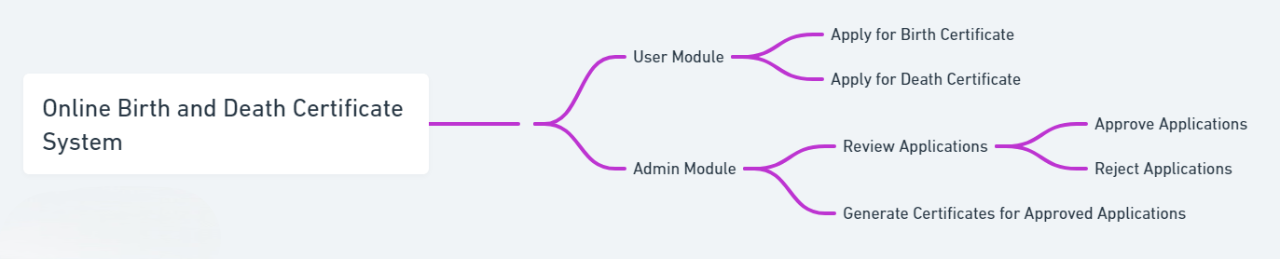 Online Birth and Death Certificate
System
User Module
Apply for Birth Certificate
Apply for Death Certificate
Admin Module
Review Applications
Approve Applications
Reject Applications
Generate Certificates for Approved Applications